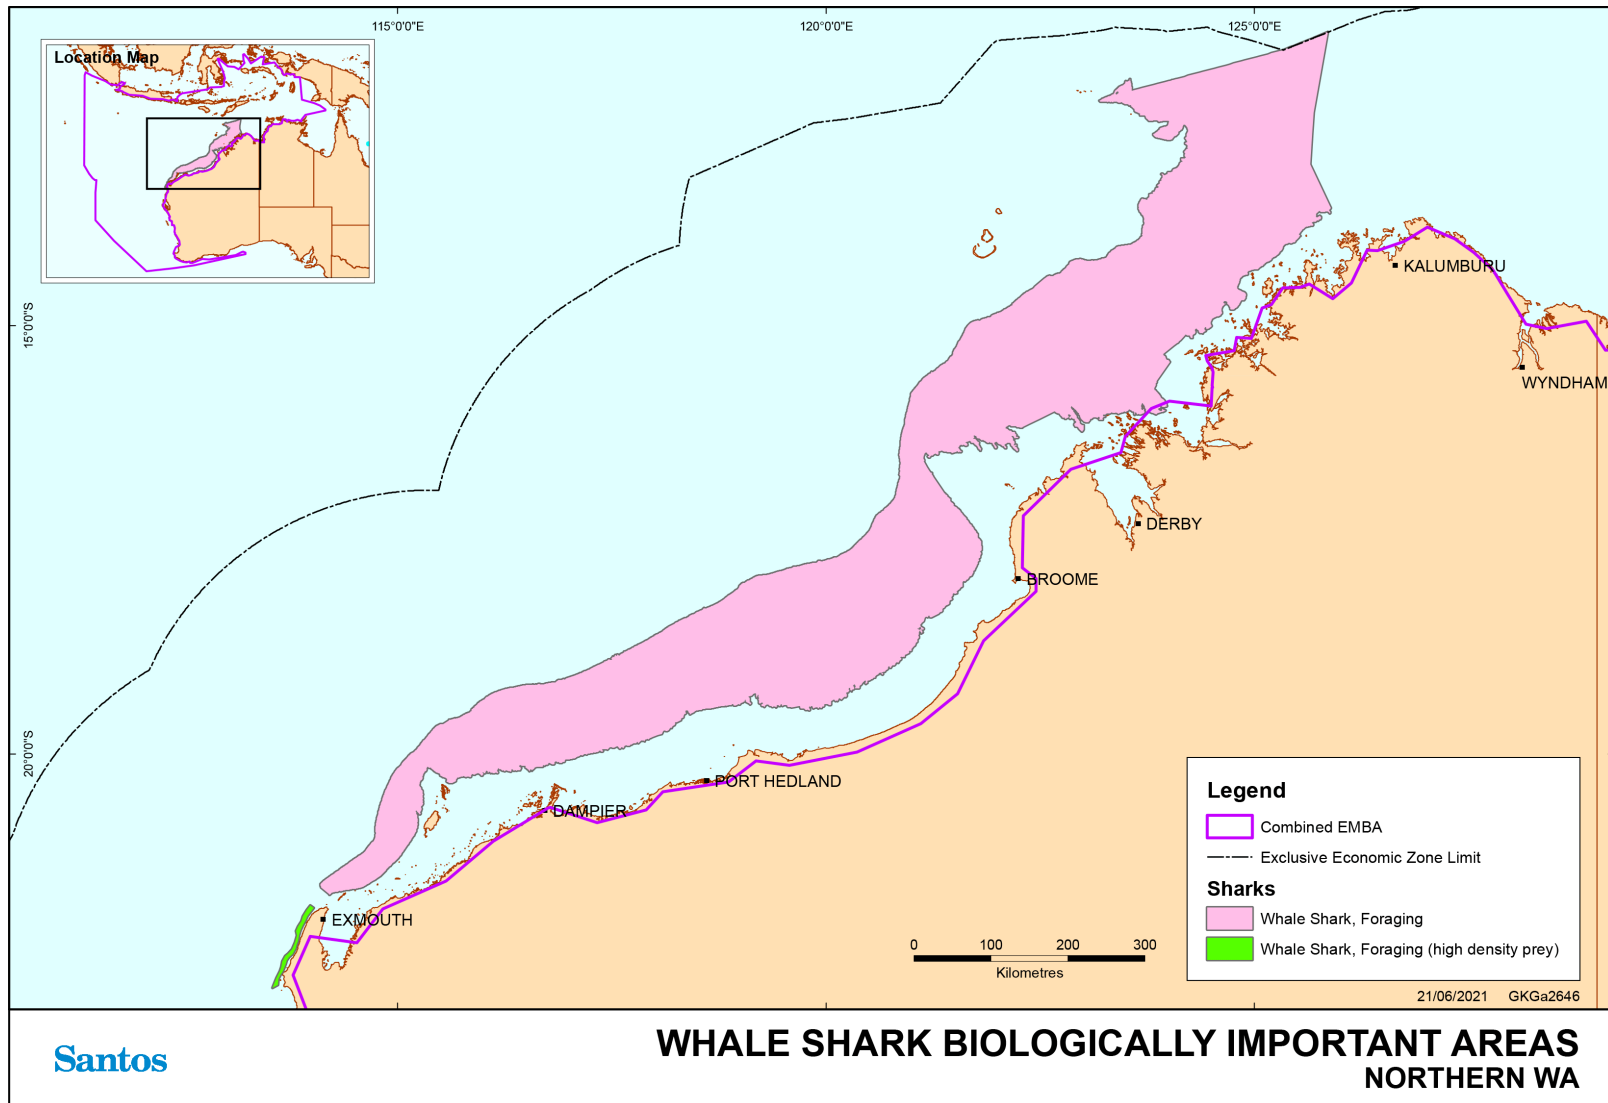 115°0'0"E
120°0'0"E
125°0'0"E
Location Map
15°0'0"S
20°0'0"S
KALUMBURU
WYNDHAM
DERBY
BROOME
PORT HEDLAND
DAMPIER
EXMOUTH
0 100 200 300
Kilometres
Legend
Combined EMBA
Exclusive Economic Zone Limit
Sharks
Whale Shark, Foraging
Whale Shark, Foraging (high density prey)
21/06/2021 GKGa2646
Santos
WHALE SHARK BIOLOGICALLY IMPORTANT AREAS
NORTHERN WA